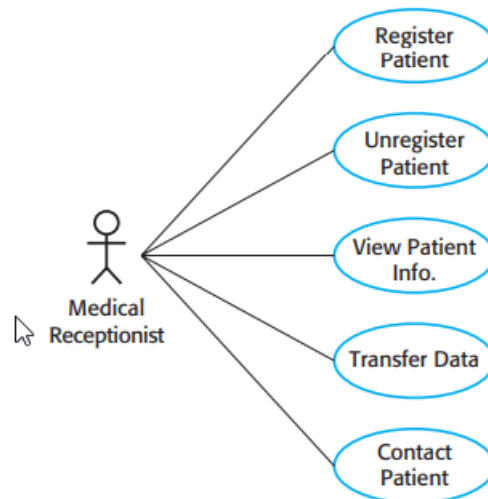 Register
Patient
Unregister
Patient
View Patient
Info.
Medical
Receptionist
Transfer Data
Contact
Patient